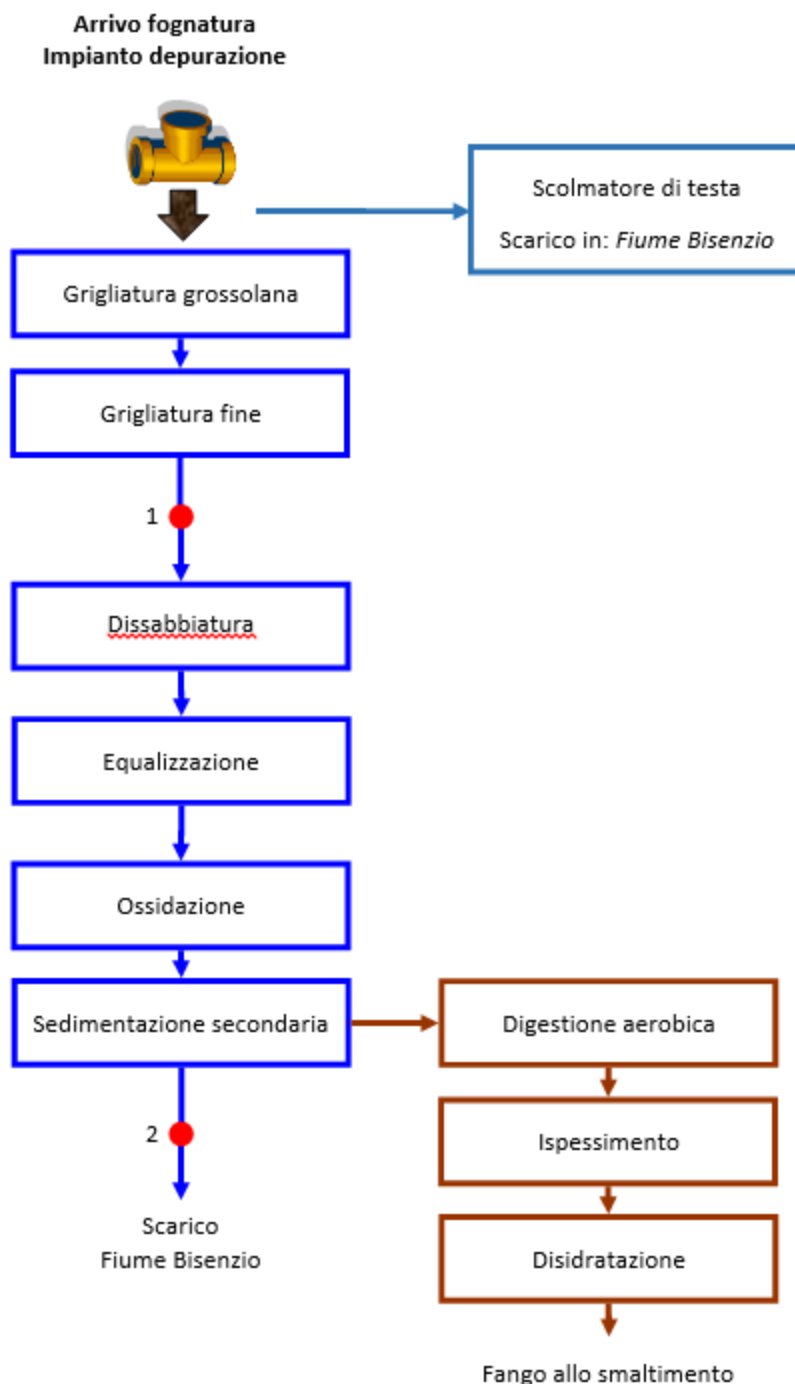 Arrivo fognatura
Impianto depurazione
Scolmatore di testa
Scarico in: Fiume Bisenzio
Grigliatura grossolana
Grigliatura fine
1
Dissabbiatura
Equalizzazione
Ossidazione
Sedimentazione secondaria
Digestione aerobica
2
Ispessimento
Scarico
Fiume Bisenzio
Disidratazione
Fango allo smaltimento